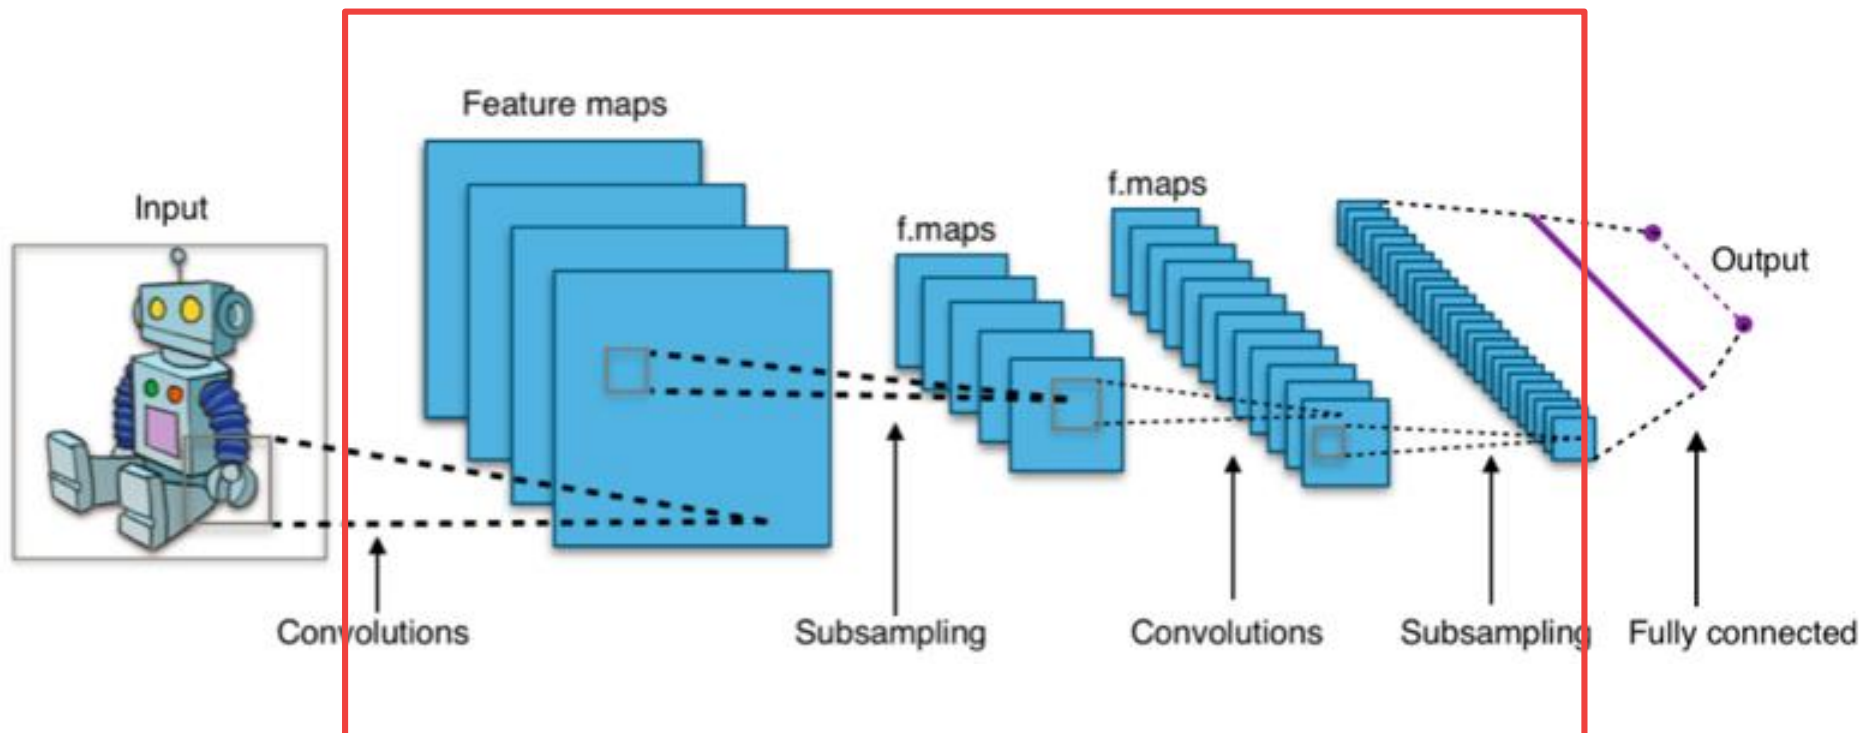 Feature maps
f.maps
Input
f.maps
Output
Convolutions
Subsampling
Convolutions
Subsampling
Fully connected